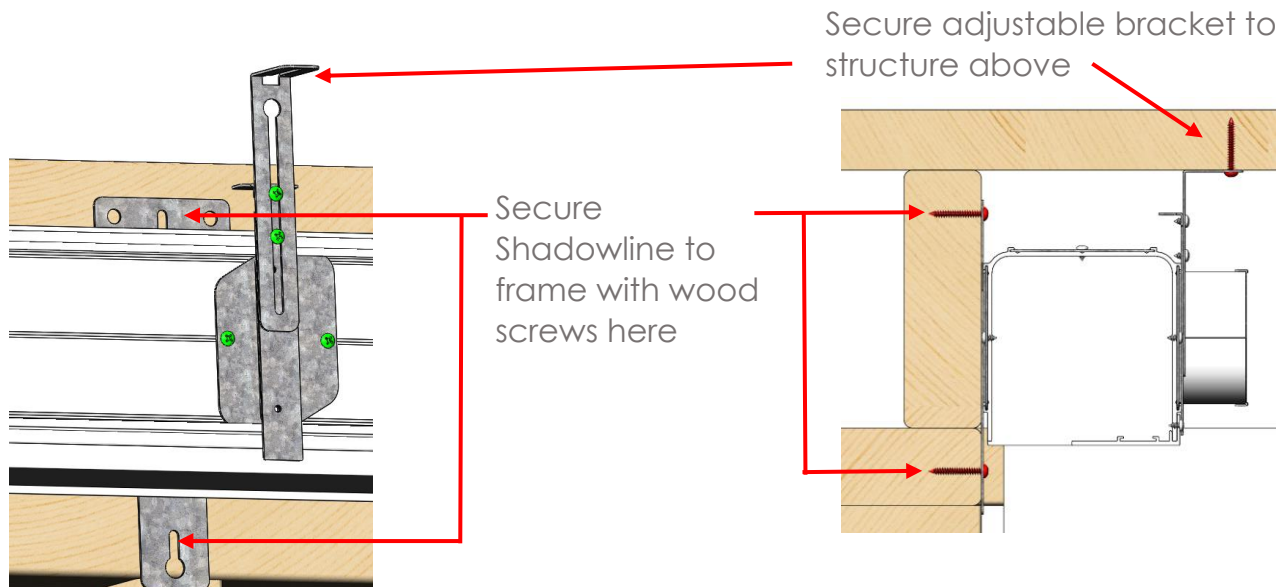 Secure adjustable bracket to
structure above
Secure
Shadowline to
frame with wood
screws here